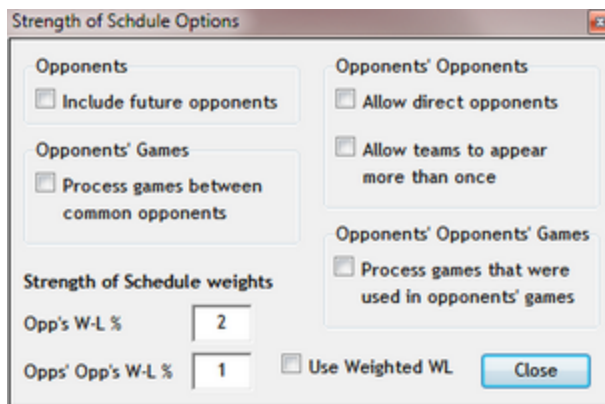 Strength of Schdule Options
Opponents
Include future opponents
Opponents' Games
Process games between
common opponents
Strength of Schedule weights
Opp's W-L %
2
Opps' Opp's W-L %
1
Opponents' Opponents
Allow direct opponents
Allow teams to appear
more than once
Opponents' Opponents' Games
Process games that were
used in opponents' games
Use Weighted WL
Close